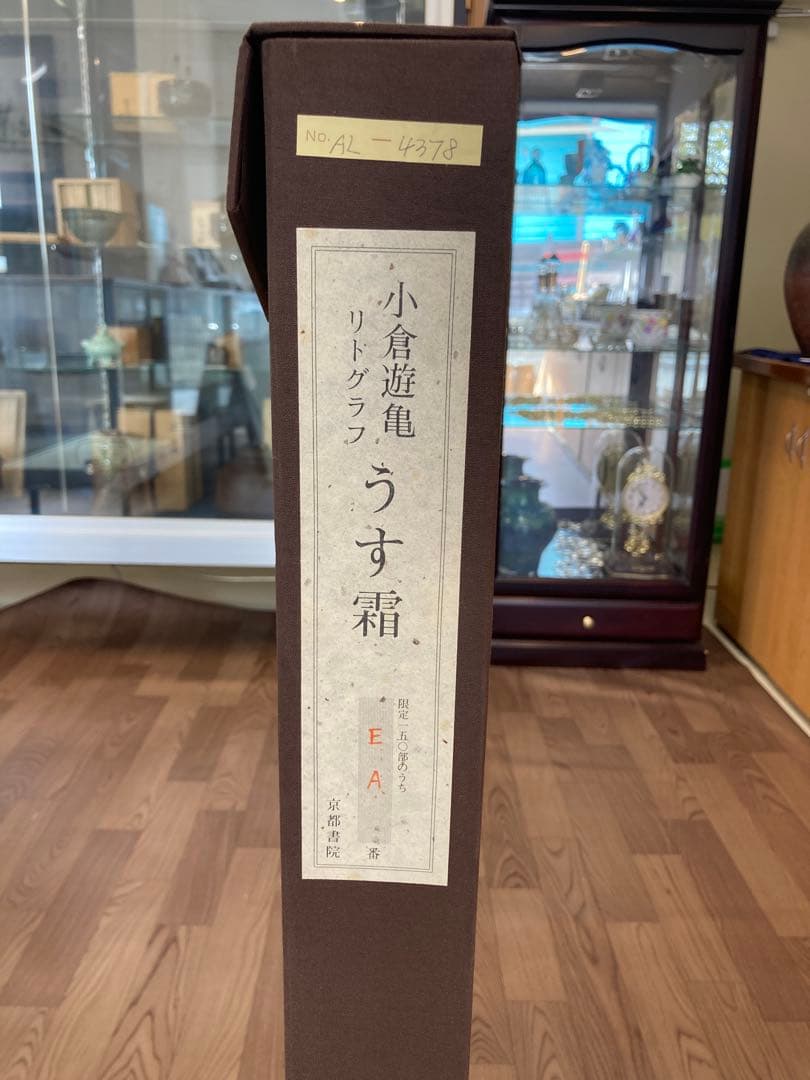 No. AL-4378
小倉遊亀
リトグラフ
うす霜
限定一五〇部のうち
EA
番
京都書院